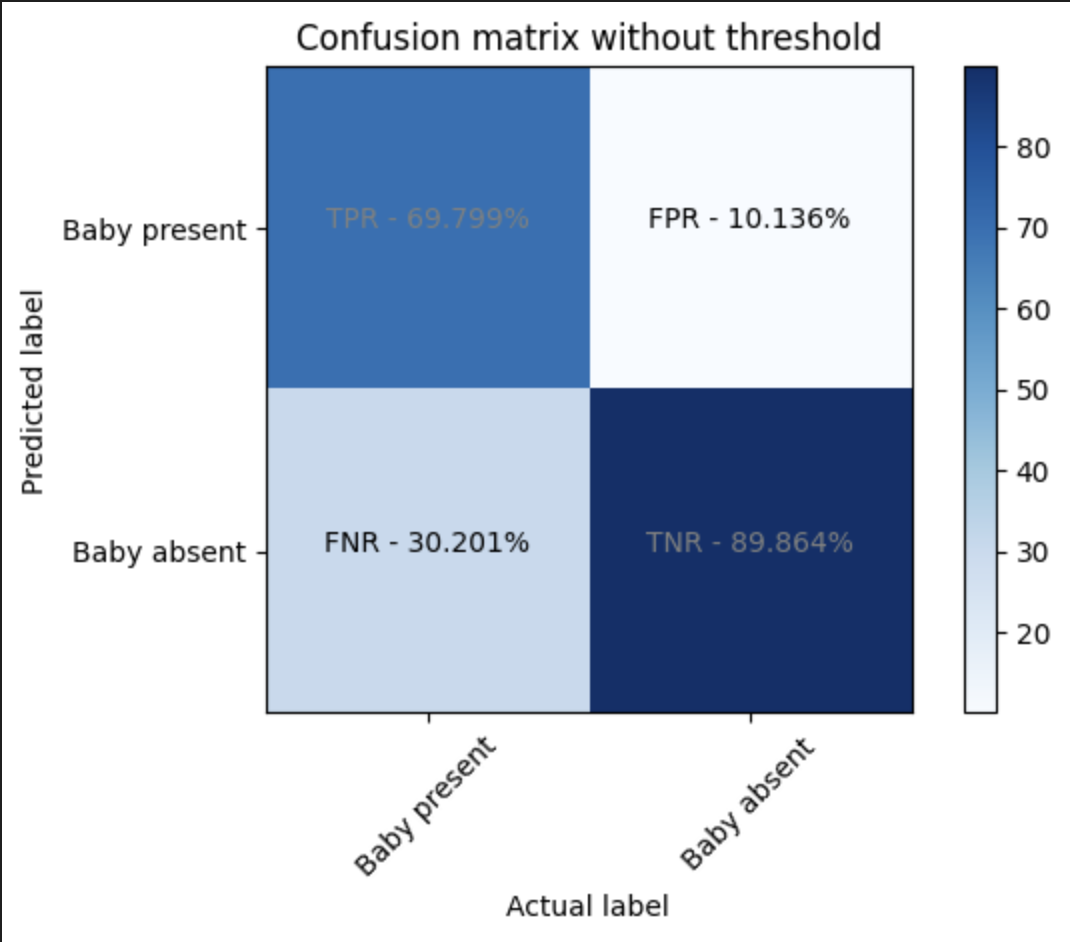 Confusion matrix without threshold
Predicted label
Baby present
TPR - 69.799%
FPR - 10.136%
Baby absent
FNR - 30.201%
TNR - 89.864%
Baby present
Baby absent
Actual label
80
70
60
50
40
30
20